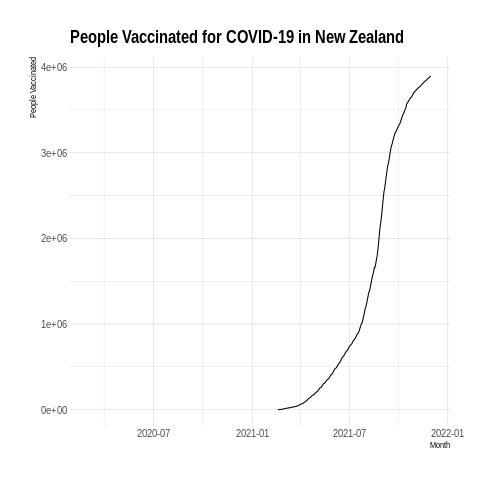 People Vaccinated for COVID-19 in New Zealand
People Vaccinated
4e+06
3e+06
2e+06
1e+06
0e+00
2020-07
2021-01
2021-07
2022-01
Month